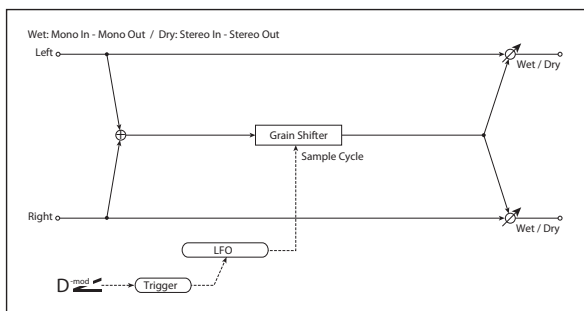 Wet: Mono In - Mono Out / Dry: Stereo In - Stereo Out
Left
Wet / Dry
Grain Shifter
Sample Cycle
Right
Wet / Dry
LFO
D-mod
Trigger